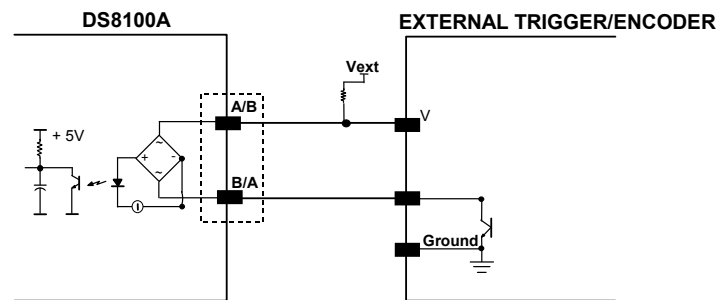 DS8100A
EXTERNAL TRIGGER/ENCODER
Vext
A/B
V
+ 5V
~
+
-
~
B/A
I
Ground